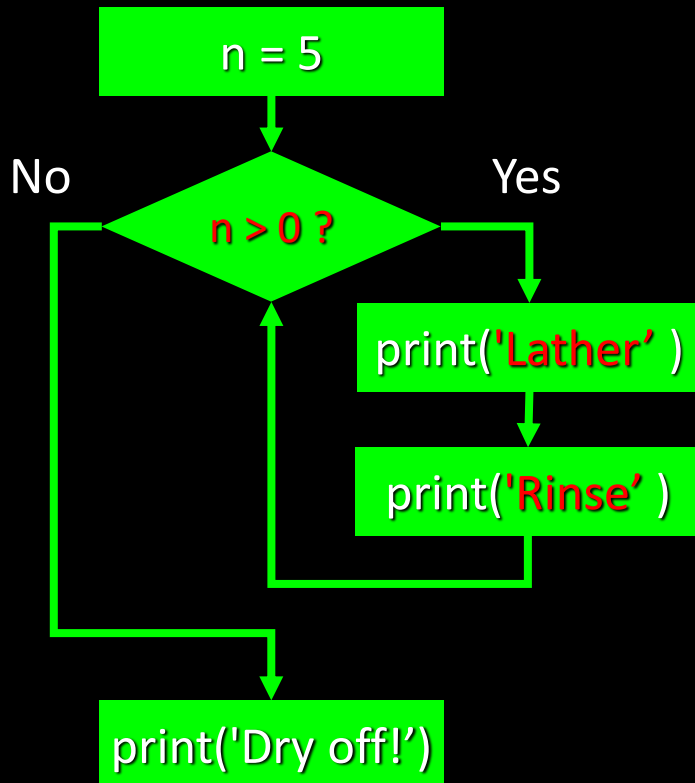 n = 5
No
Yes
n > 0 ?
print('Lather’ )
print('Rinse’ )
print('Dry off!’)